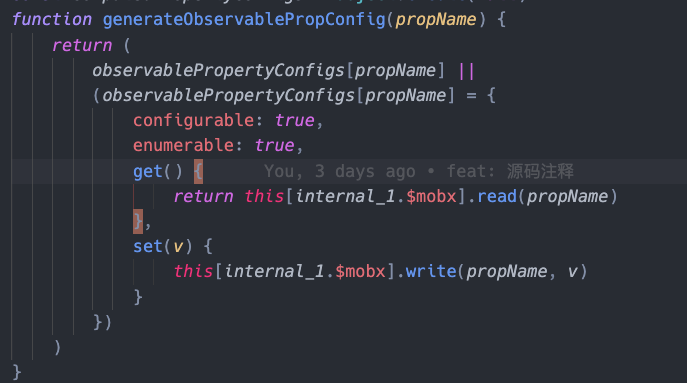 function generateObservablePropConfig(propName) {
    return (
        observablePropertyConfigs[propName] ||
        (observablePropertyConfigs[propName] = {
            configurable: true,
            enumerable: true,
            get() {      You, 3 days ago • feat: 源码注释
                return this[internal_1.$mobx].read(propName)
            },
            set(v) {
                this[internal_1.$mobx].write(propName, v)
            }
        })
    )
}